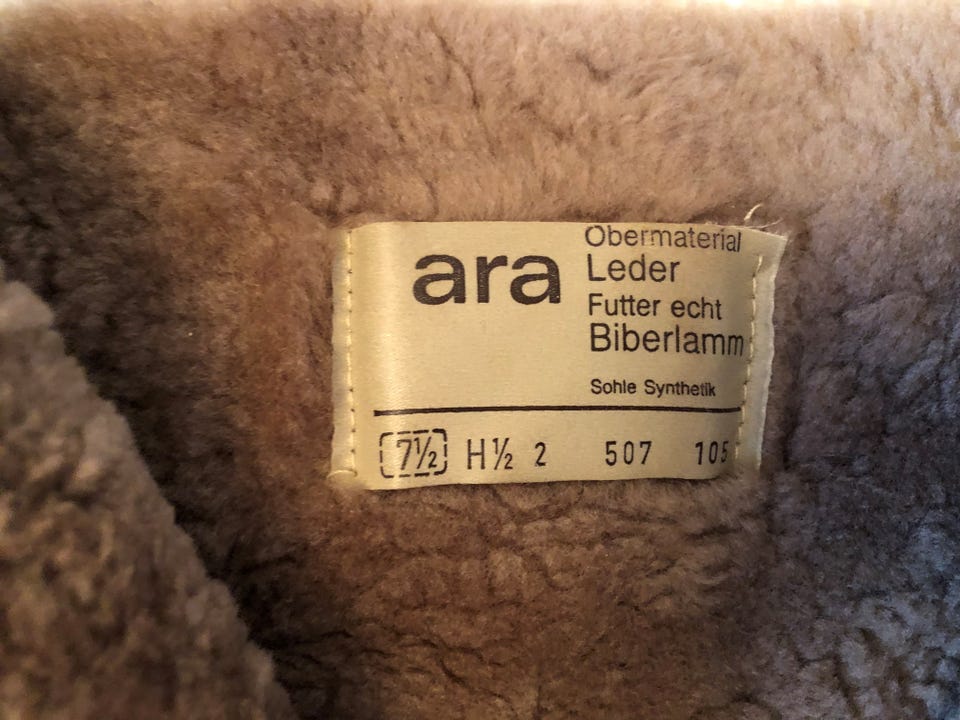 ara
Obermaterial
Leder
Futter echt
Biberlamm
Sohle Synthetik
7½ H½ 2 507 105